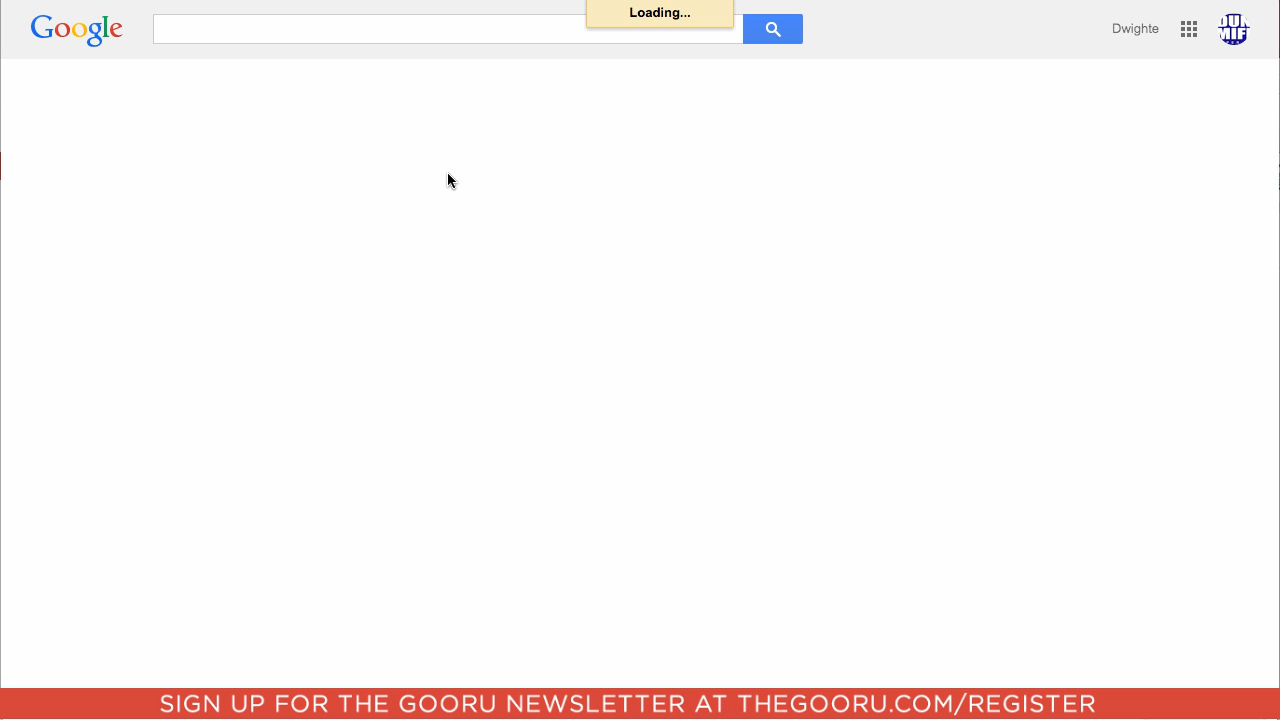 Loading...
Google
Dwighte
SIGN UP FOR THE GOORU NEWSLETTER AT THEGOORU.COM/REGISTER